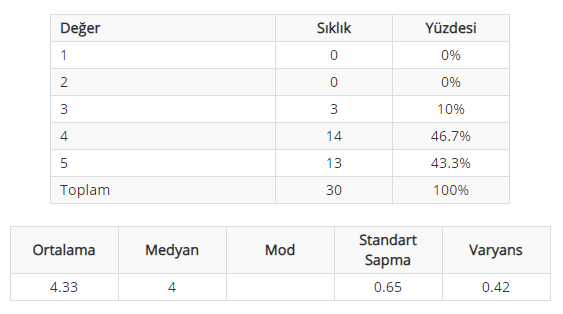 Değer Sıklık Yüzdesi
1 0 0%
2 0 0%
3 3 10%
4 14 46.7%
5 13 43.3%
Toplam 30 100%
Ortalama Medyan Mod Standart Sapma Varyans
4.33 4 0.65 0.42